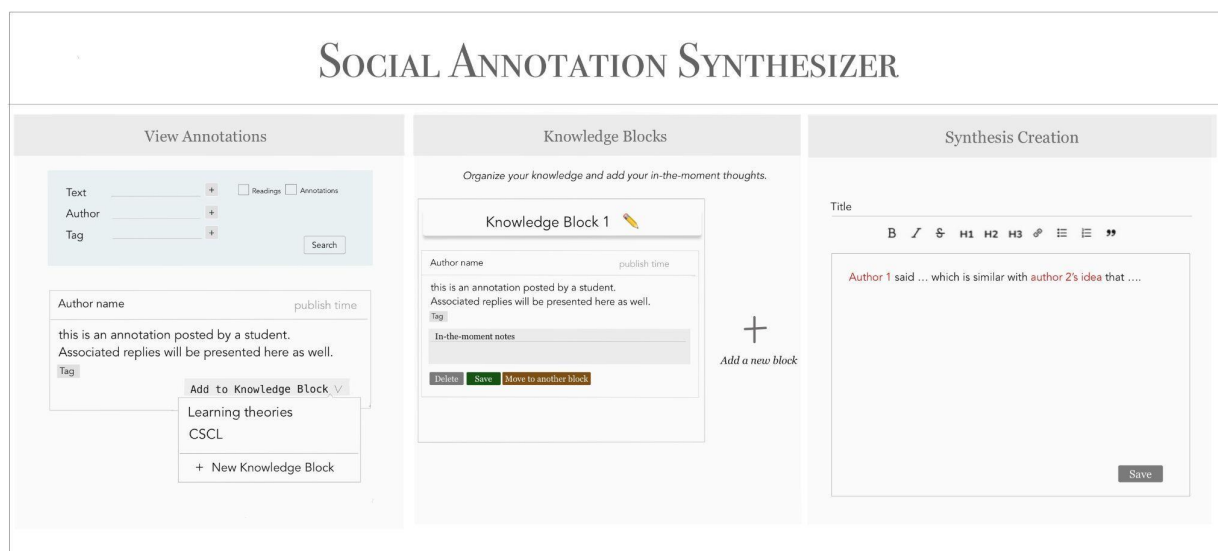 SOCIAL ANNOTATION SYNTHESIZER
View Annotations
Text + Readings Annotations
Author +
Tag +
Search
Author name publish time
this is an annotation posted by a student.
Associated replies will be presented here as well.
Tag
Add to Knowledge Block
Learning theories
CSCL
+ New Knowledge Block
Knowledge Blocks
Organize your knowledge and add your in-the-moment thoughts.
Knowledge Block 1
Author name publish time
this is an annotation posted by a student.
Associated replies will be presented here as well.
Tag
In-the-moment notes
Delete Save Move to another block
+
Add a new block
Synthesis Creation
Title
B I S H1 H2 H3 ”
Author 1 said ... which is similar with author 2's idea that ....
Save